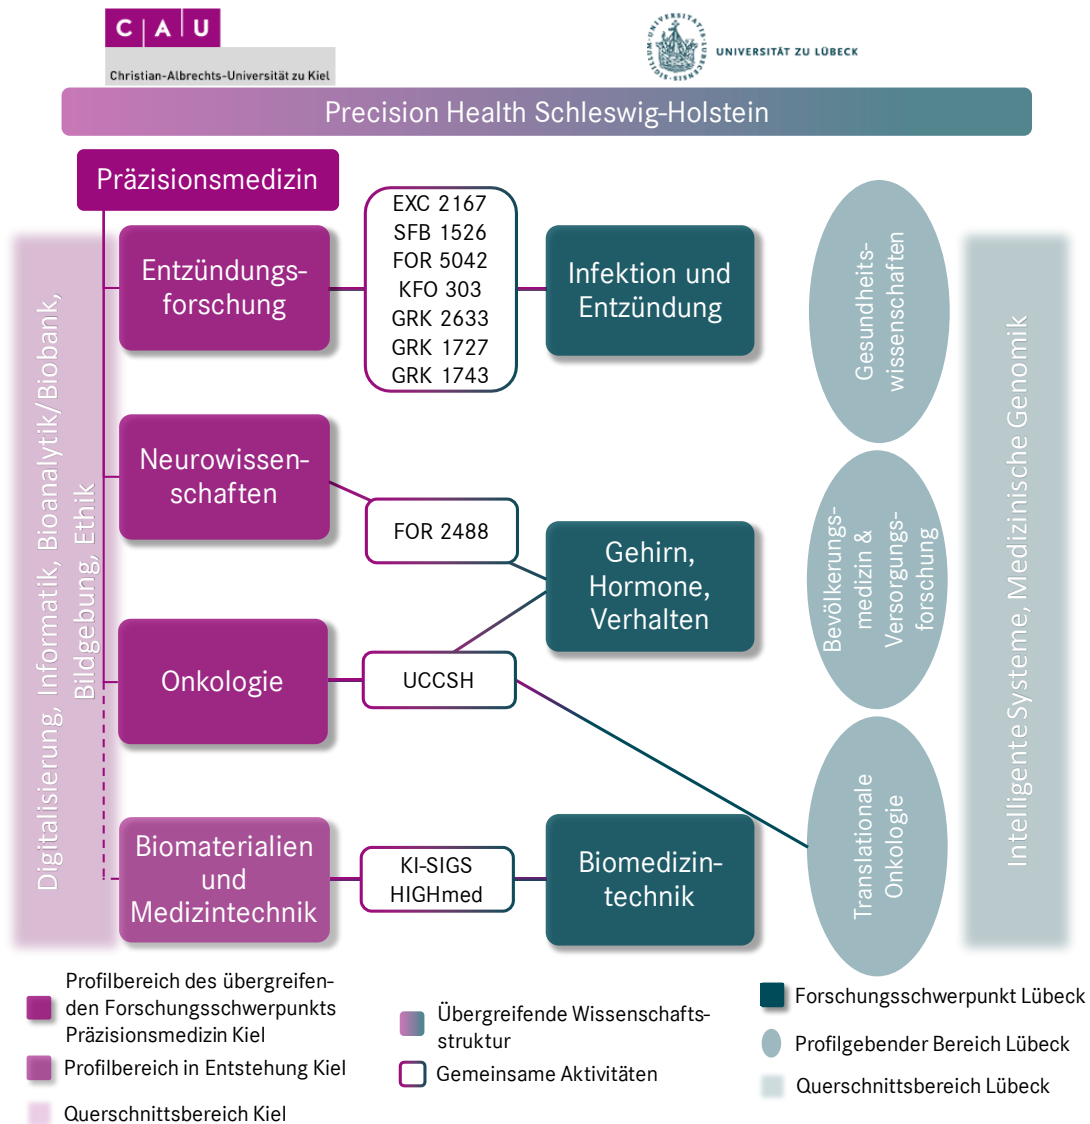 C A U
Christian-Albrechts-Universität zu Kiel
UNIVERSITÄT ZU LÜBECK
Precision Health Schleswig-Holstein
Präzisionsmedizin
Digitalisierung, Informatik, Bioanalytik/Biobank,
Bildgebung, Ethik
Entzündungs-
forschung
EXC 2167
SFB 1526
FOR 5042
KFO 303
GRK 2633
GRK 1727
GRK 1743
Infektion und
Entzündung
Gesundheits-
wissenschaften
Neurowissen-
schaften
FOR 2488
Gehirn,
Hormone,
Verhalten
Bevölkerungs-
medizin &
Versorgungs-
forschung
Onkologie
UCCSH
Translationale
Onkologie
Biomaterialien
und
Medizintechnik
KI-SIGS
HIGHmed
Biomedizin-
technik
Intelligente Systeme, Medizinische Genomik
Profilbereich des übergreifen-
den Forschungsschwerpunkts
Präzisionsmedizin Kiel
Profilbereich in Entstehung Kiel
Querschnittsbereich Kiel
Übergreifende Wissenschafts-
struktur
Gemeinsame Aktivitäten
Forschungsschwerpunkt Lübeck
Profilgebender Bereich Lübeck
Querschnittsbereich Lübeck